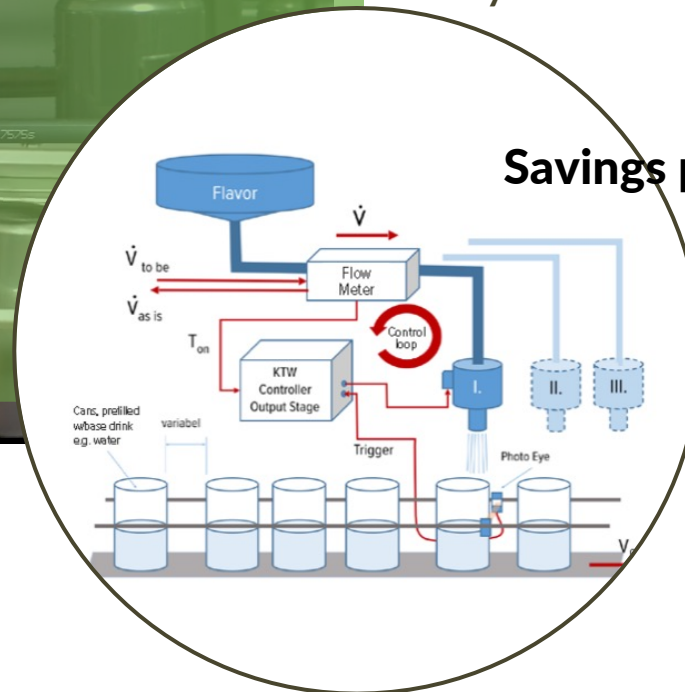 7575s
Savings
Flavor
V̇
V̇ to be
V̇ as is
Flow
Meter
Control
loop
T on
KTW
Controller
Output Stage
I.
II.
III.
Cans, prefilled
w/base drink
e.g. water
variabel
Trigger
Photo Eye